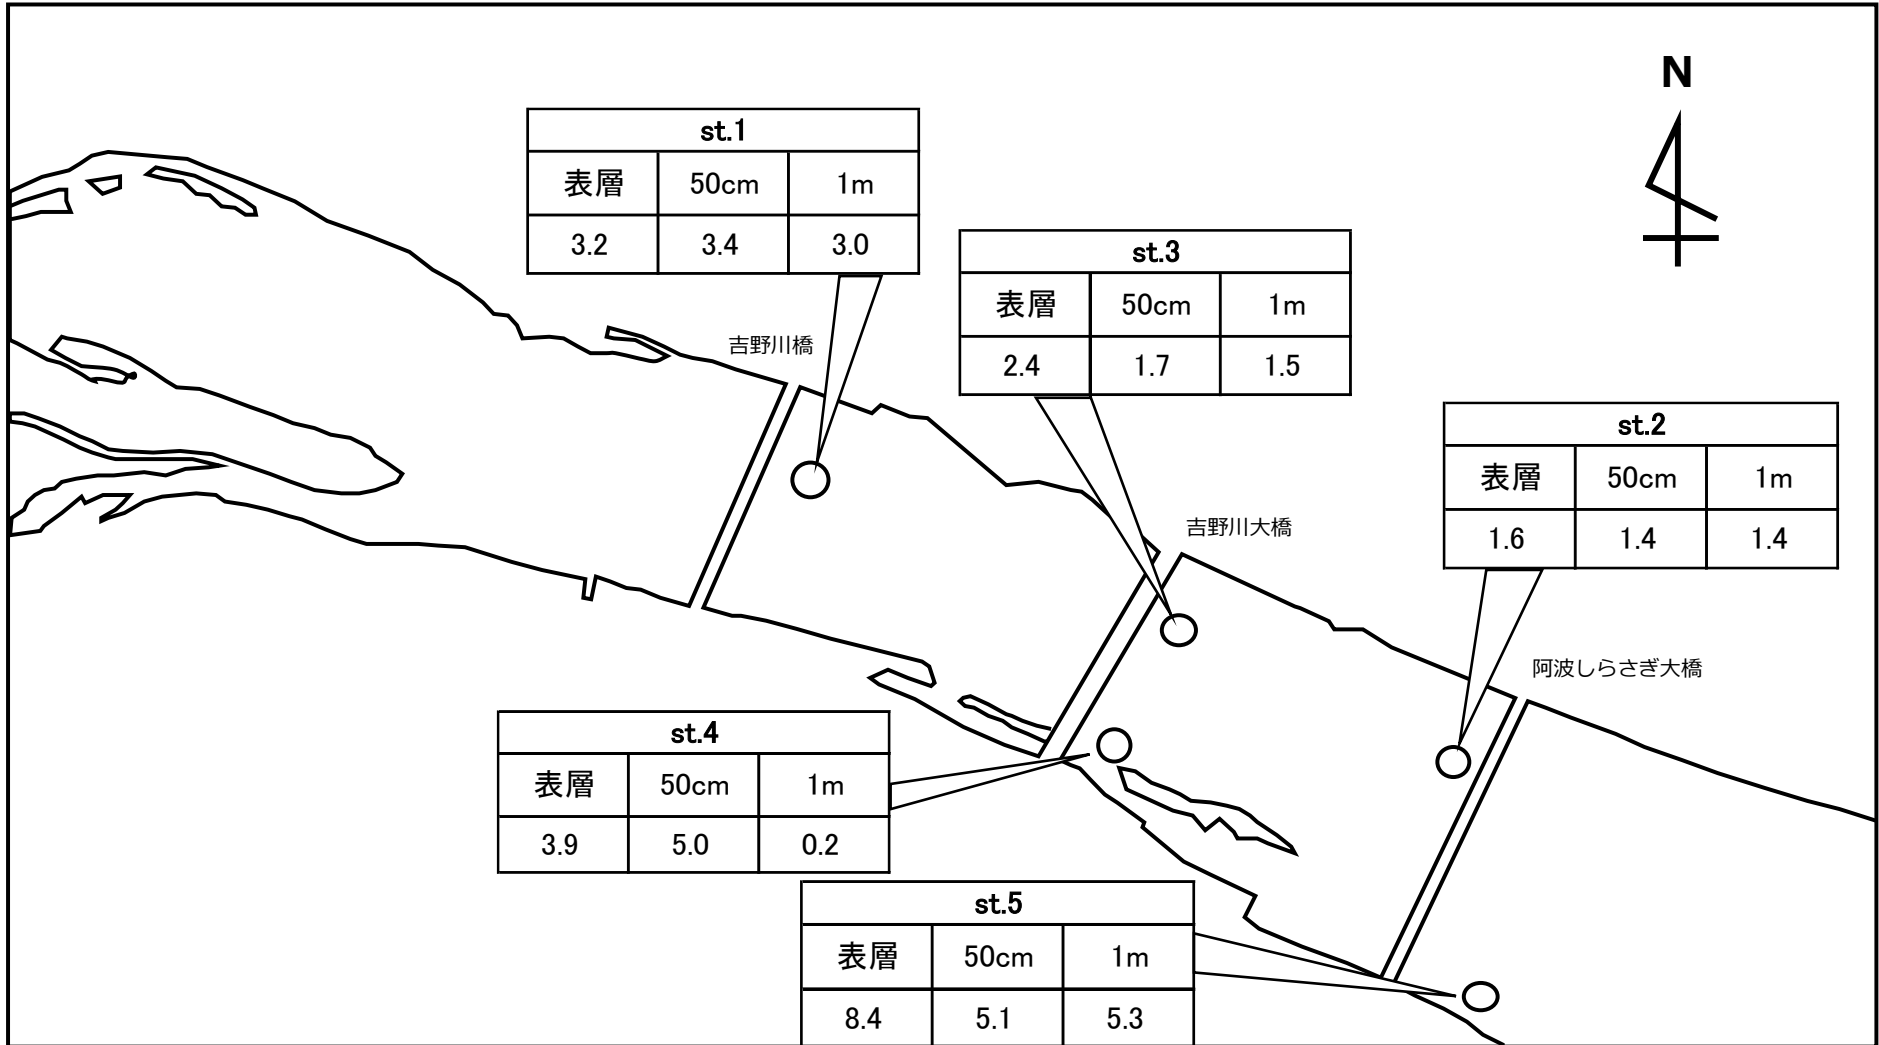 N
st.1
表層 50cm 1m
3.2 3.4 3.0
吉野川橋
st.3
表層 50cm 1m
2.4 1.7 1.5
吉野川大橋
st.2
表層 50cm 1m
1.6 1.4 1.4
阿波しらさぎ大橋
st.4
表層 50cm 1m
3.9 5.0 0.2
st.5
表層 50cm 1m
8.4 5.1 5.3